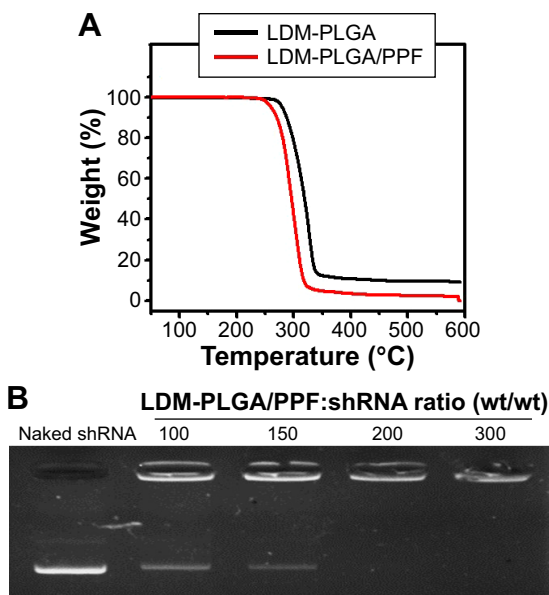 A
LDM-PLGA
LDM-PLGA/PPF
Weight (%)
100
80
60
40
20
0
100 200 300 400 500 600
Temperature (°C)
B
LDM-PLGA/PPF:shRNA ratio (wt/wt)
Naked shRNA 100 150 200 300